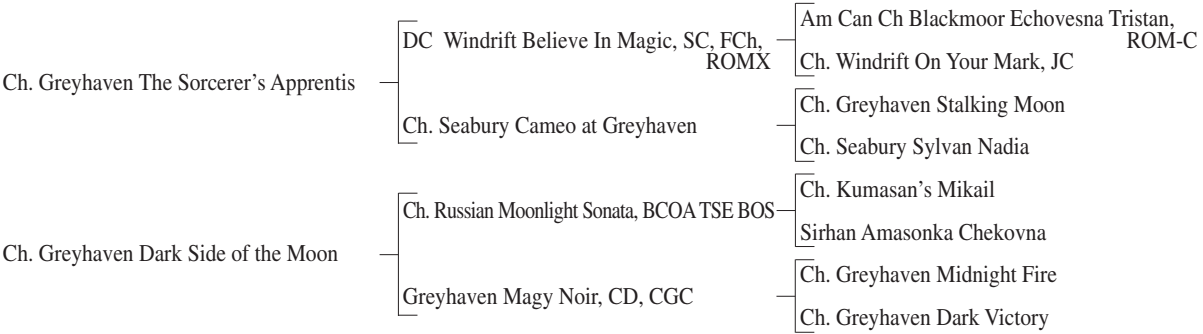 Am Can Ch Blackmoor Echovesna Tristan,
ROM-C
DC Windrift Believe In Magic, SC, FCh,
ROMX
Ch. Windrift On Your Mark, JC
Ch. Greyhaven The Sorcerer's Apprentis
Ch. Greyhaven Stalking Moon
Ch. Seabury Cameo at Greyhaven
Ch. Seabury Sylvan Nadia
Ch. Kumasan's Mikail
Ch. Russian Moonlight Sonata, BCOA TSE BOS
Sirhan Amasonka Chekovna
Ch. Greyhaven Dark Side of the Moon
Ch. Greyhaven Midnight Fire
Greyhaven Magy Noir, CD, CGC
Ch. Greyhaven Dark Victory